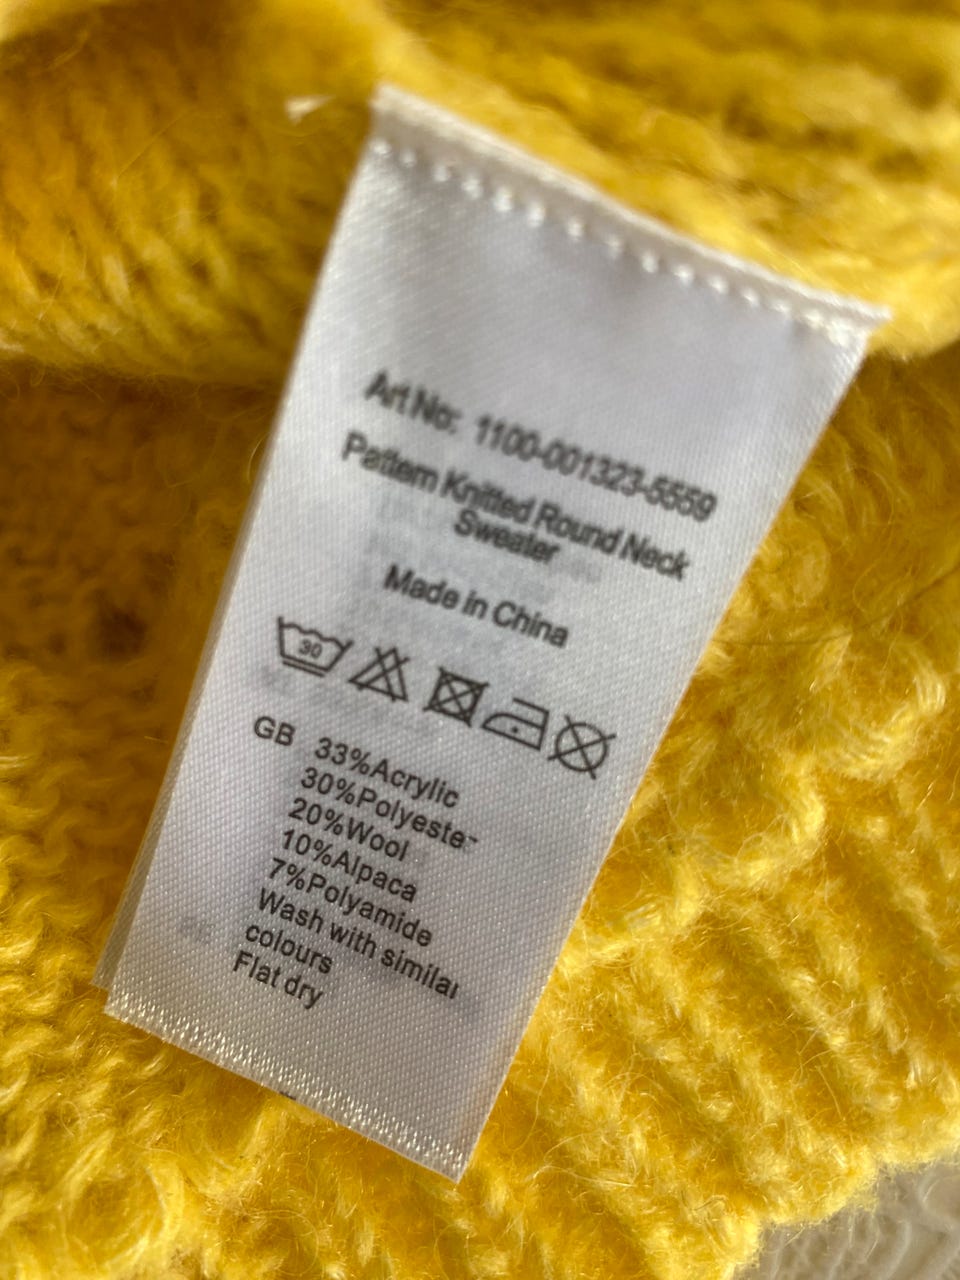 Art No: 1100-001323-5559
Pattern Knitted Round Neck
Sweater
Made in China
30
GB 33%Acrylic
30%Polyester
20%Wool
10%Alpaca
7%Polyamide
Wash with similar
colours
Flat dry